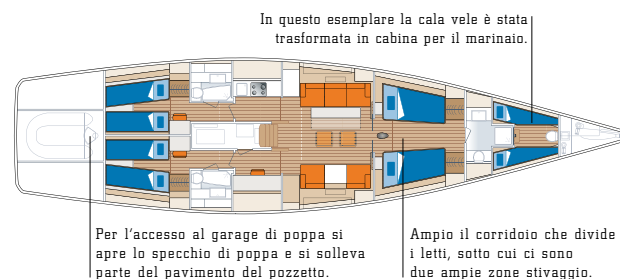 In questo esemplare la cala vele è stata
trasformata in cabina per il marinaio.
Per l'accesso al garage di poppa si
apre lo specchio di poppa e si solleva
parte del pavimento del pozzetto.
Ampio il corridoio che divide
i letti, sotto cui ci sono
due ampie zone stivaggio.